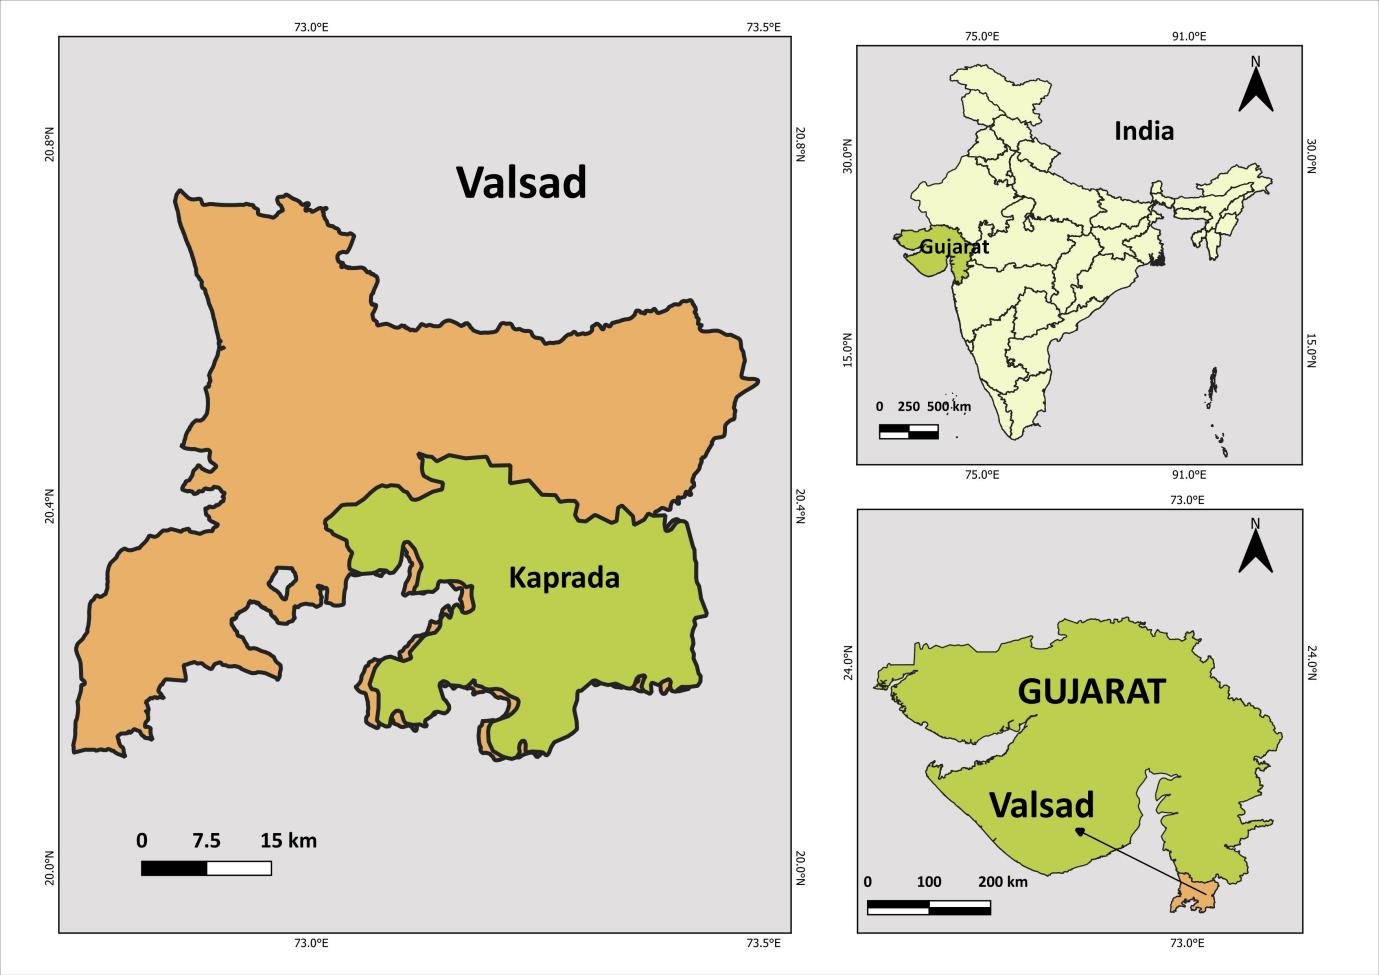 73.0°E 73.5°E
20.8°N 20.8°N
Valsad
20.4°N 20.4°N
Kaprada
0 7.5 15 km
20.0°N 20.0°N
73.0°E 73.5°E
75.0°E 91.0°E
N
India
30.0°N 30.0°N
Gujarat
15.0°N 15.0°N
0 250 500 km
75.0°E 91.0°E
73.0°E
N
24.0°N 24.0°N
GUJARAT
Valsad
0 100 200 km
73.0°E